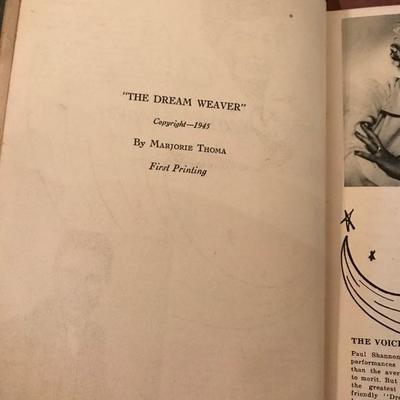 "THE DREAM WEAVER"
Copyright—1945
By MARJORIE THOMA
First Printing
THE VOICE
Paul Shannon
performances
than the aver
to merit. But
the greatest
friendly "Dre